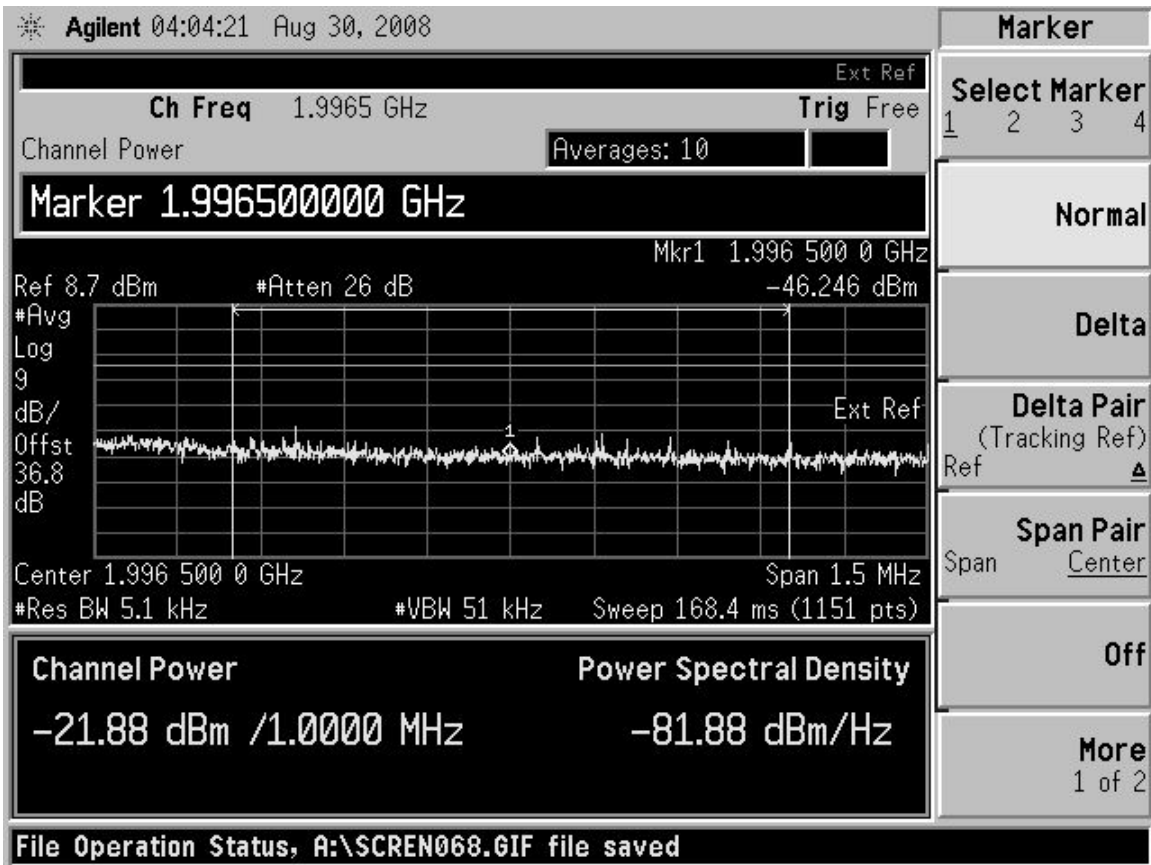 Agilent 04:04:21 Aug 30, 2008
Ext Ref
Ch Freq 1.9965 GHz Trig Free
Channel Power Averages: 10
Marker 1.996500000 GHz
Mkr1 1.996 500 0 GHz
Ref 8.7 dBm #Atten 26 dB -46.246 dBm
#Avg
Log
9
dB/
Offst
36.8
dB
Ext Ref
1
Center 1.996 500 0 GHz Span 1.5 MHz
#Res BW 5.1 kHz #VBW 51 kHz Sweep 168.4 ms (1151 pts)
Channel Power Power Spectral Density
-21.88 dBm /1.0000 MHz -81.88 dBm/Hz
File Operation Status, A:\SCREN068.GIF file saved
Marker
Select Marker
1 2 3 4
Normal
Delta
Delta Pair
(Tracking Ref)
Ref Δ
Span Pair
Span Center
Off
More
1 of 2